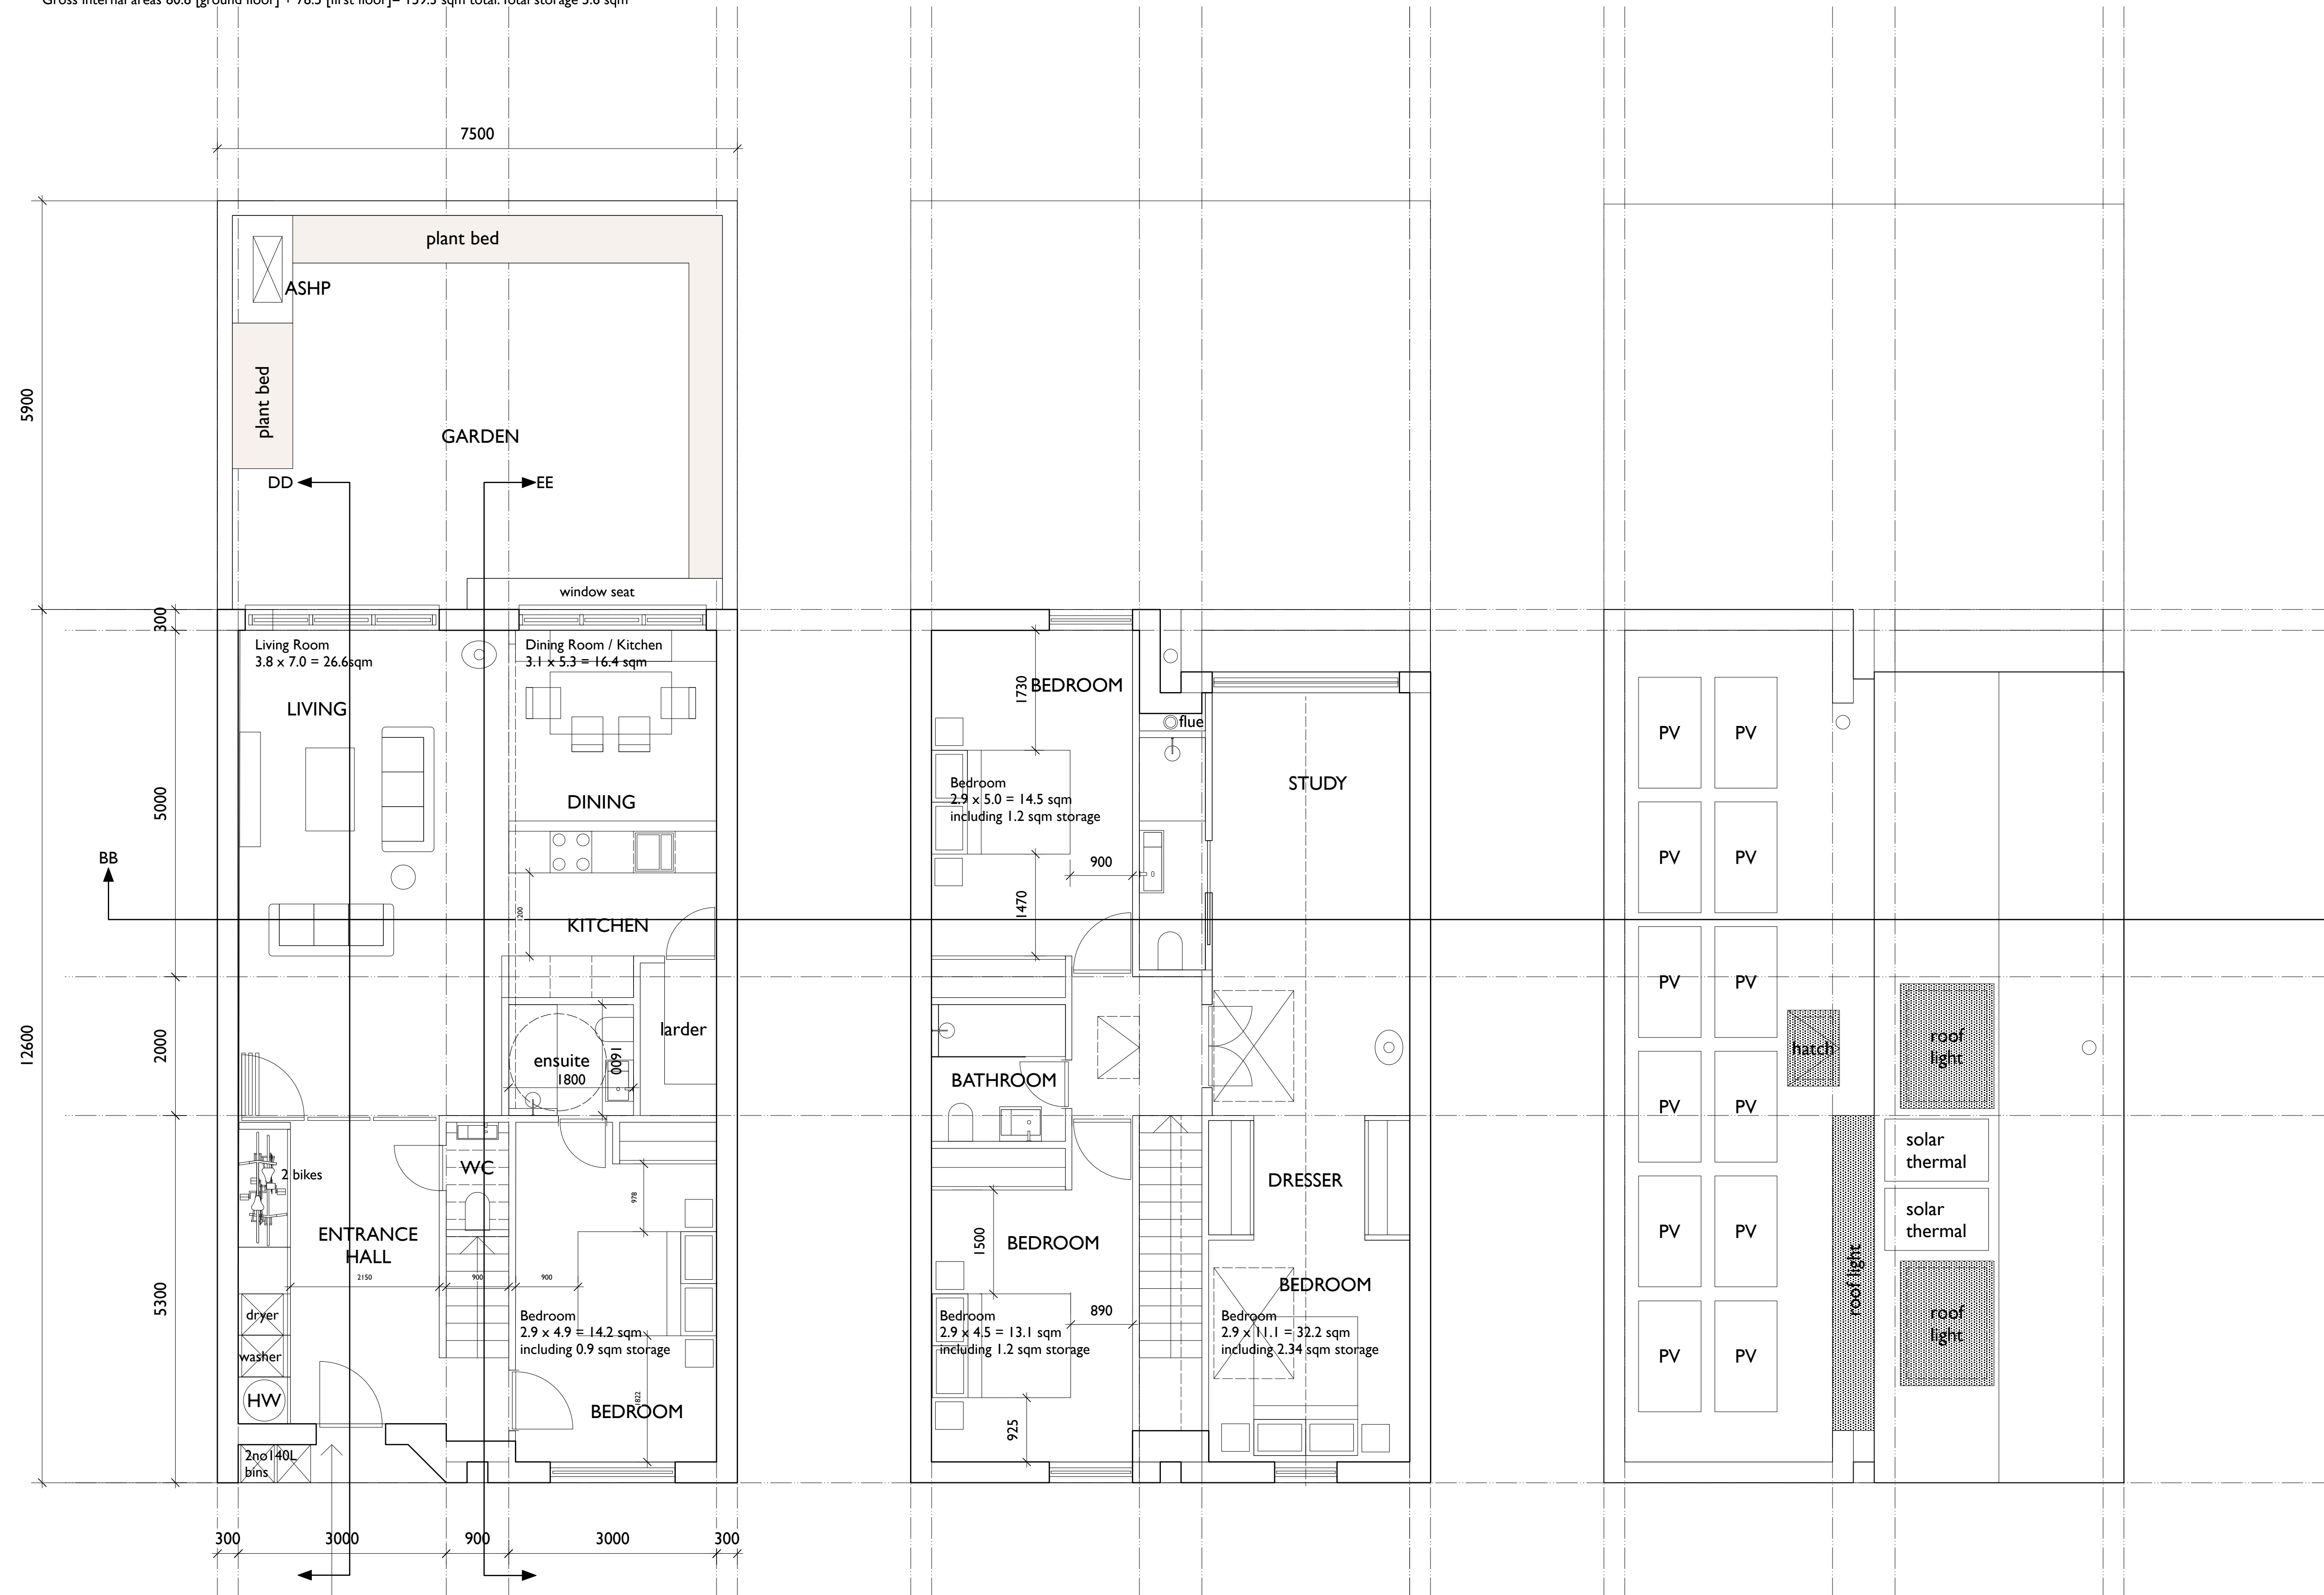 7500
plant bed
ASHP
plant bed
5900
GARDEN
DD
EE
window seat
300
Living Room
3.8 x 7.0 = 26.6sqm
Dining Room / Kitchen
3.1 x 5.3 = 16.4 sqm
LIVING
DINING
5000
BB
KITCHEN
1200
larder
ensuite
1800
1600
2000
12600
WC
2 bikes
978
ENTRANCE
HALL
2150
900
900
5300
dryer
washer
HW
Bedroom
2.9 x 4.9 = 14.2 sqm
including 0.9 sqm storage
1822
BEDROOM
2no140L
bins
300
3000
900
3000
300
1730
BEDROOM
flue
Bedroom
2.9 x 5.0 = 14.5 sqm
including 1.2 sqm storage
900
1470
STUDY
BATHROOM
DRESSER
1500
BEDROOM
BEDROOM
890
Bedroom
2.9 x 4.5 = 13.1 sqm
including 1.2 sqm storage
Bedroom
2.9 x 11.1 = 32.2 sqm
including 2.34 sqm storage
925
PV PV
PV PV
PV PV
hatch
roof
light
PV PV
solar
thermal
solar
thermal
PV PV
roof light
roof
light
PV PV